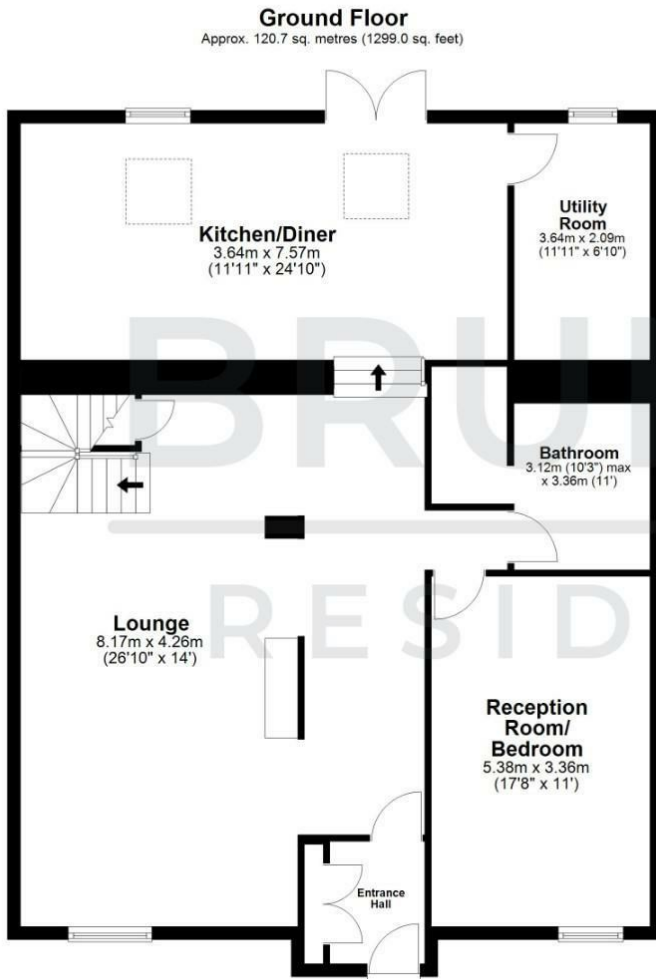 Ground Floor
Approx. 120.7 sq. metres (1299.0 sq. feet)
Kitchen/Diner
3.64m x 7.57m
(11'11" x 24'10")
Utility
Room
3.64m x 2.09m
(11'11" x 6'10")
BRU
Bathroom
3.12m (10'3") max
x 3.36m (11')
RESID
Lounge
8.17m x 4.26m
(26'10" x 14')
Reception
Room/
Bedroom
5.38m x 3.36m
(17'8" x 11')
Entrance
Hall